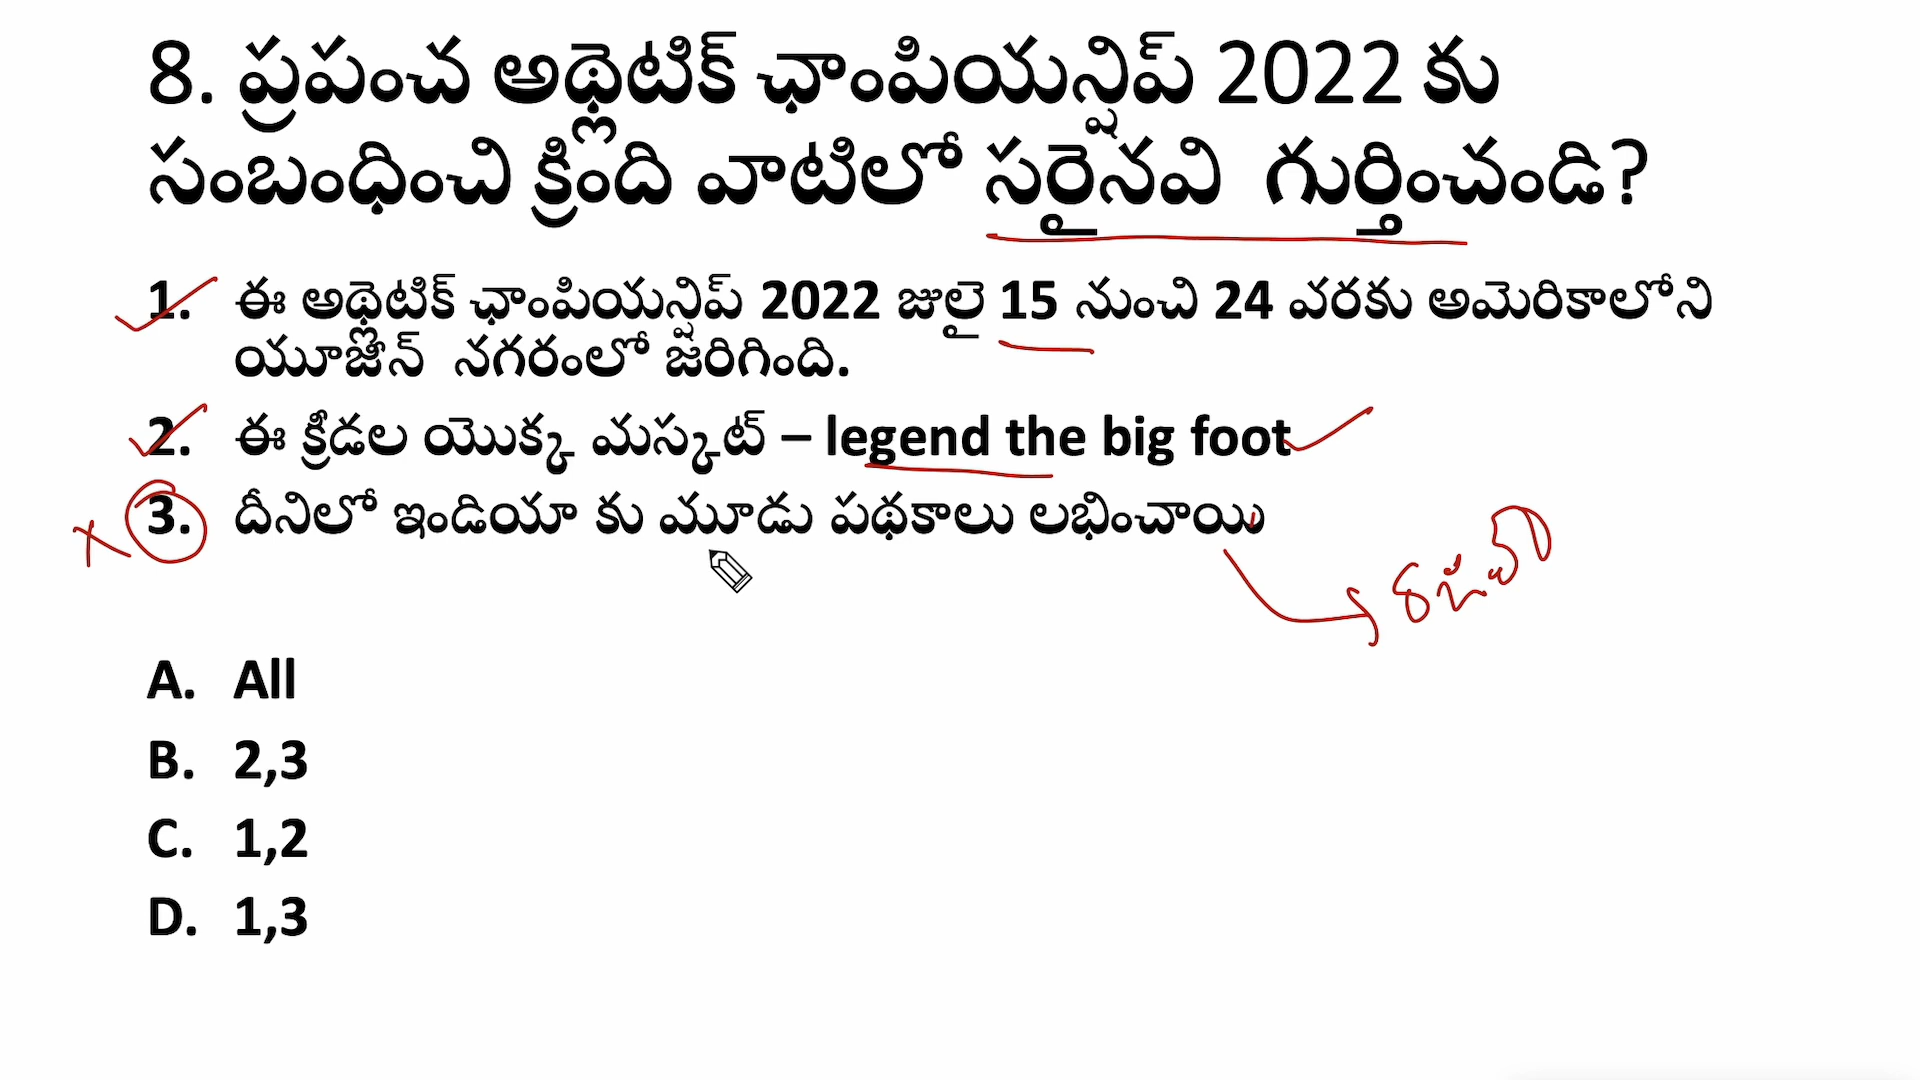 8. ప్రపంచ అథ్లెటిక్ ఛాంపియన్షిప్ 2022 కు
సంబంధించి క్రింది వాటిలో సరైనవి గుర్తించండి?
1. ఈ అథ్లెటిక్ ఛాంపియన్షిప్ 2022 జులై 15 నుంచి 24 వరకు అమెరికాలోని
యూజీన్ నగరంలో జరిగింది.
2. ఈ క్రీడల యొక్క మస్కట్ – legend the big foot
3. దీనిలో ఇండియా కు మూడు పథకాలు లభించాయి
A. All
B. 2,3
C. 1,2
D. 1,3